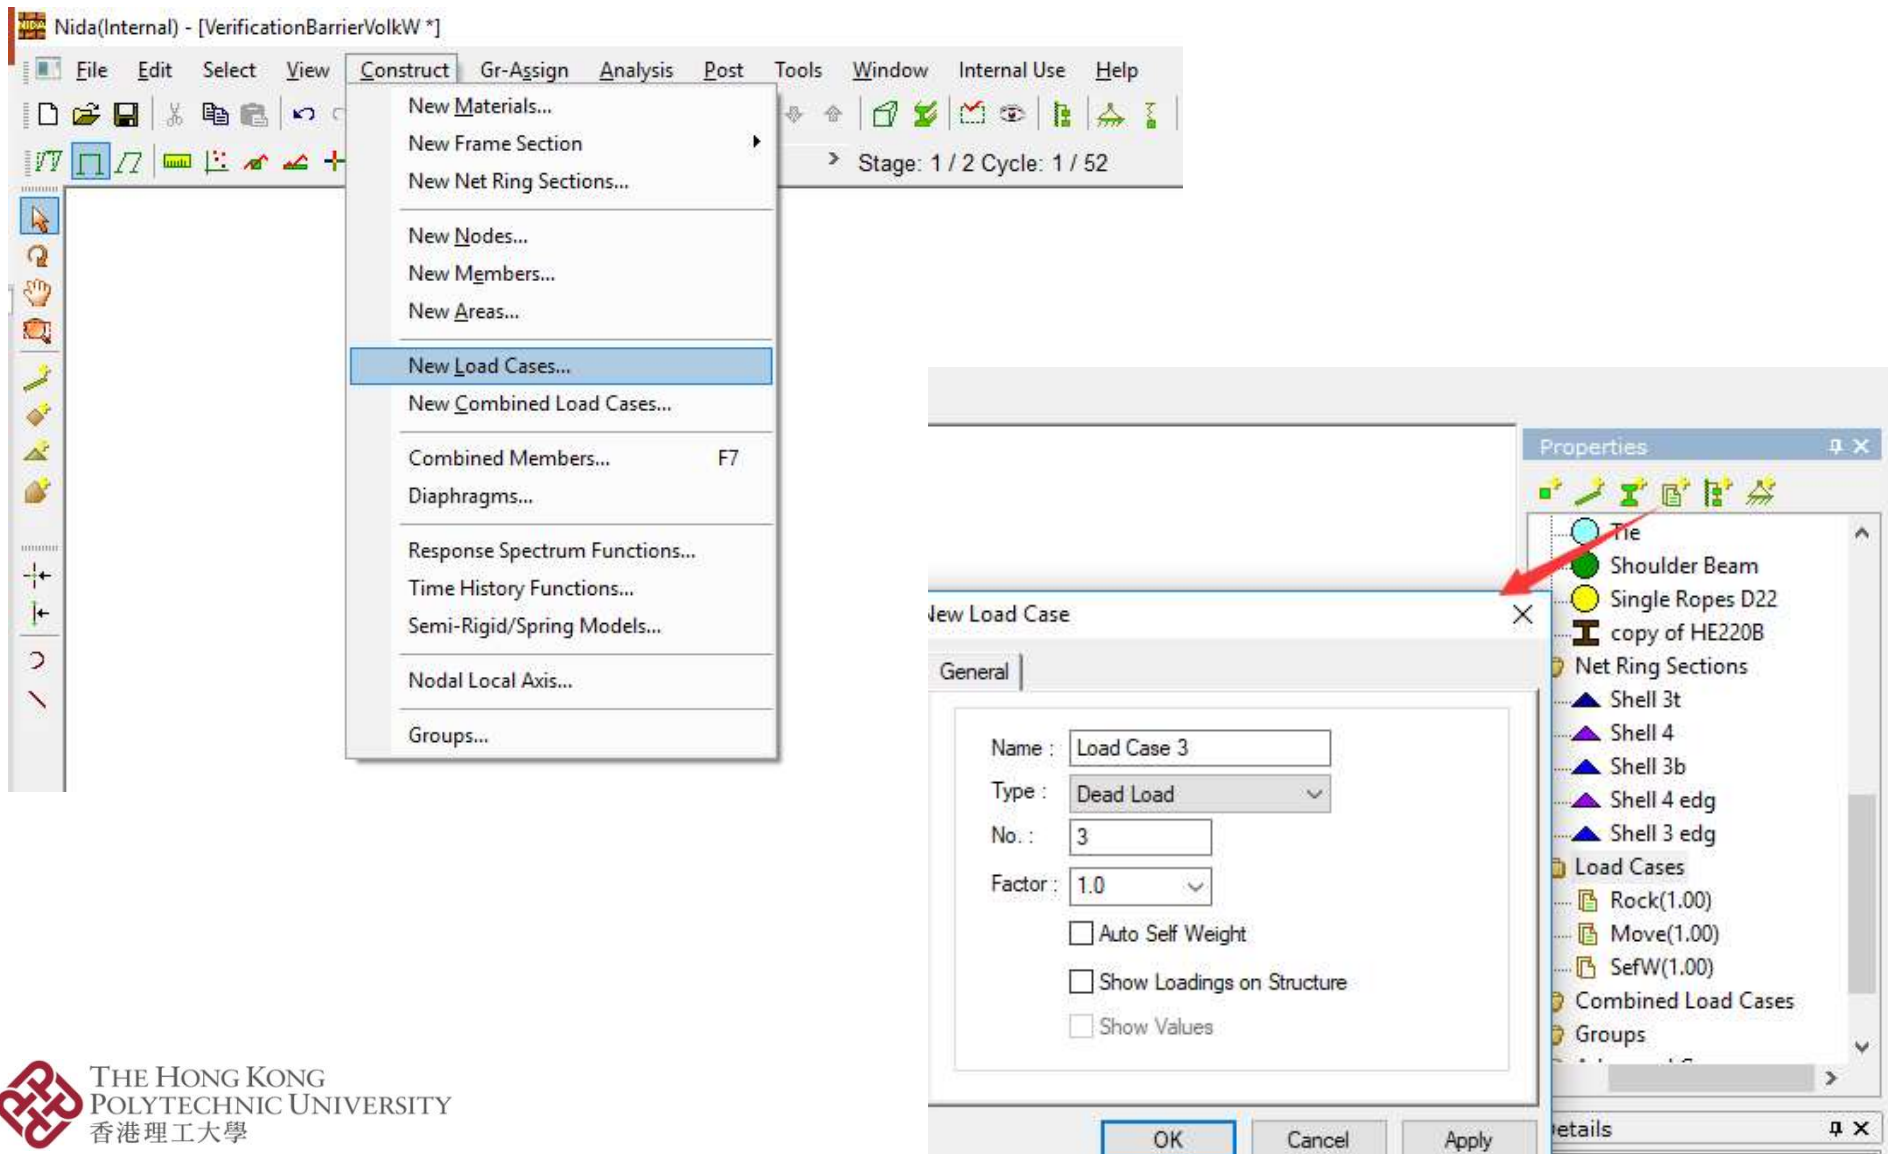 Nida(Internal) - [VerificationBarrierVolkW *]
File Edit Select View Construct Gr-Assign Analysis Post Tools Window Internal Use Help
Stage: 1 / 2 Cycle: 1 / 52
New Materials...
New Frame Section
New Net Ring Sections...
New Nodes...
New Members...
New Areas...
New Load Cases...
New Combined Load Cases...
Combined Members... F7
Diaphragms...
Response Spectrum Functions...
Time History Functions...
Semi-Rigid/Spring Models...
Nodal Local Axis...
Groups...
Properties
Tie
Shoulder Beam
Single Ropes D22
copy of HE220B
Net Ring Sections
Shell 3t
Shell 4
Shell 3b
Shell 4 edg
Shell 3 edg
Load Cases
Rock(1.00)
Move(1.00)
SefW(1.00)
Combined Load Cases
Groups
etails
New Load Case
General
Name : Load Case 3
Type : Dead Load
No. : 3
Factor : 1.0
Auto Self Weight
Show Loadings on Structure
Show Values
OK Cancel Apply
THE HONG KONG
POLYTECHNIC UNIVERSITY
香港理工大學